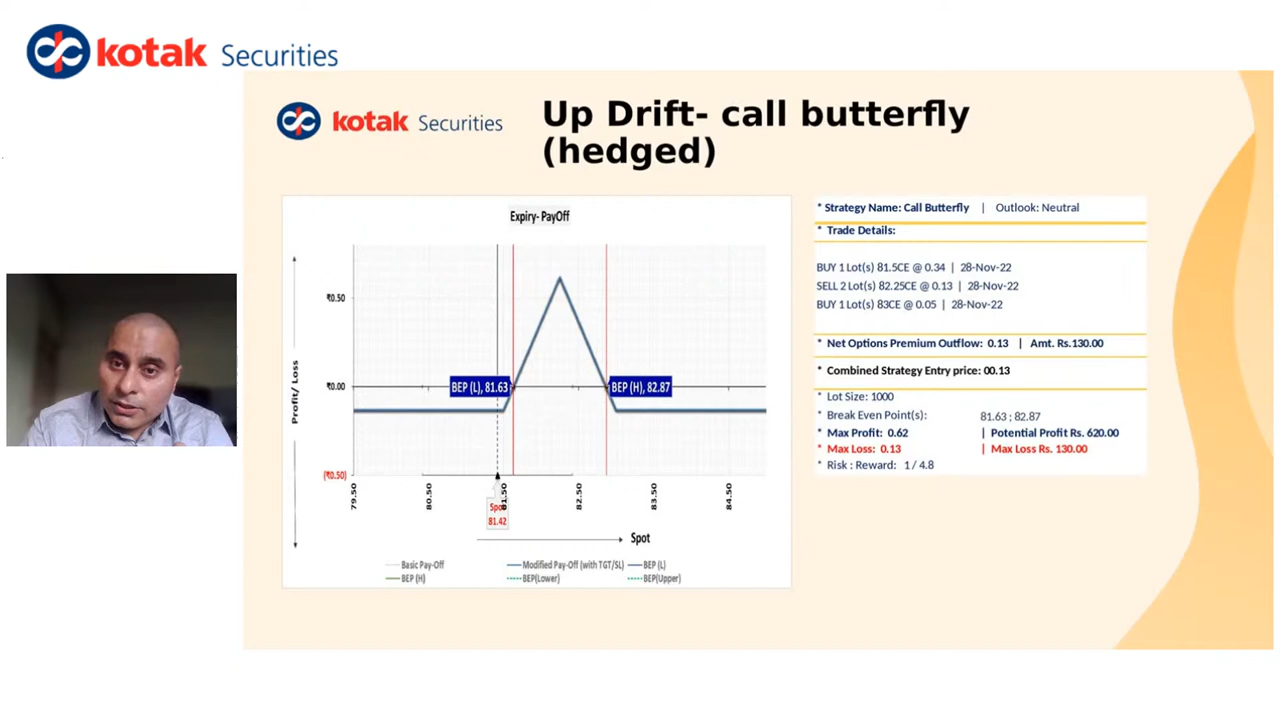 kotak Securities
kotak Securities
Up Drift- call butterfly
(hedged)
Expiry- PayOff
Profit/ Loss
₹0.50
₹0.00
(₹0.50)
BEP (L), 81.63
BEP (H), 82.87
79.50
80.50
81.50
82.50
83.50
84.50
Spot
81.42
Spot
Basic Pay-Off
Modified Pay-Off (with TGT/SL)
BEP (L)
BEP (H)
BEP(Lower)
BEP(Upper)
* Strategy Name: Call Butterfly | Outlook: Neutral
* Trade Details:
BUY 1 Lot(s) 81.5CE @ 0.34 | 28-Nov-22
SELL 2 Lot(s) 82.25CE @ 0.13 | 28-Nov-22
BUY 1 Lot(s) 83CE @ 0.05 | 28-Nov-22
* Net Options Premium Outflow: 0.13 | Amt. Rs.130.00
* Combined Strategy Entry price: 00.13
* Lot Size: 1000
* Break Even Point(s): 81.63 ; 82.87
* Max Profit: 0.62 | Potential Profit Rs. 620.00
* Max Loss: 0.13 | Max Loss Rs. 130.00
* Risk : Reward: 1 / 4.8